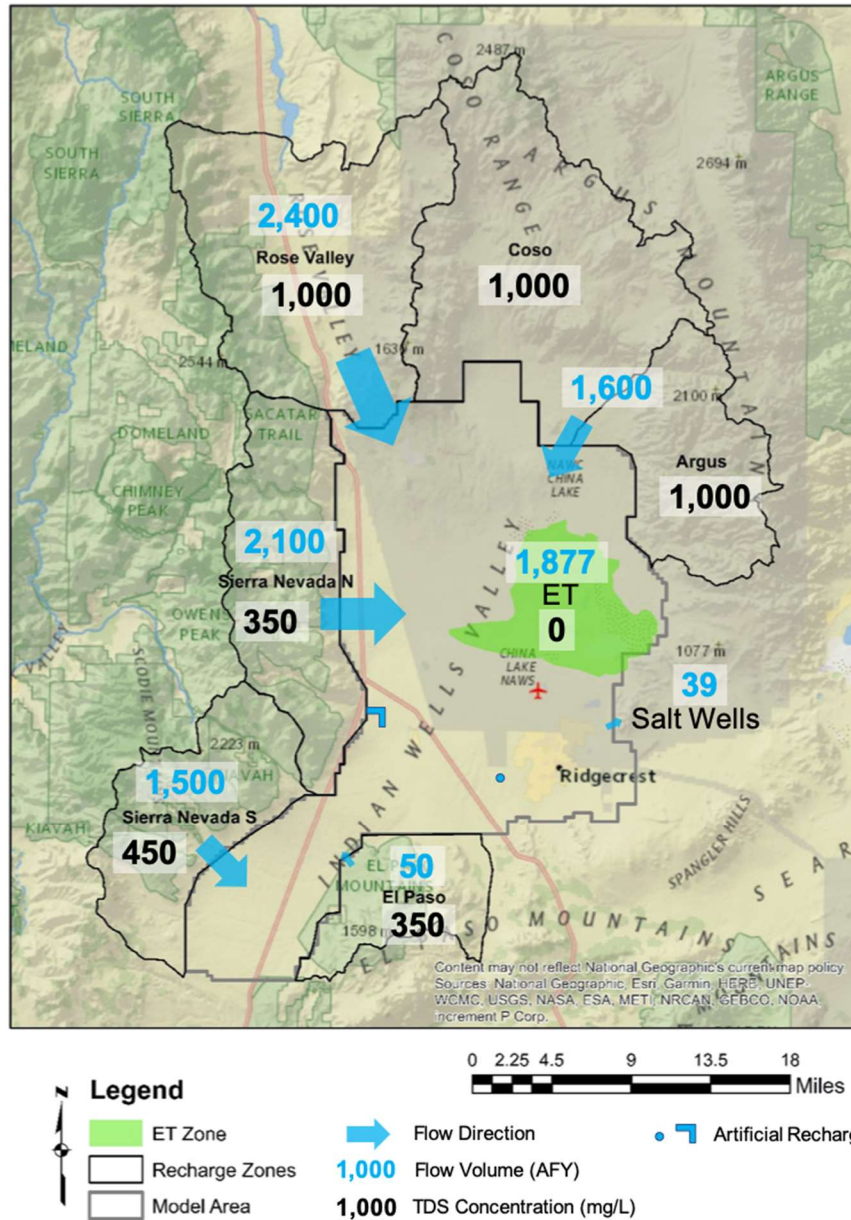 2487 m
COSO RANGE
ARGUS RANGE
SOUTH SIERRA
SOUTH SIERRA
ARGUS MOUNTAIN
2694 m
ROSE VALLEY
2,400
Rose Valley
1,000
Coso
1,000
1,600
2100 m
2544 m
SACATAR
TRAIL
DOMELAND
NAWC
CHINA
LAKE
Argus
1,000
CHIMNEY
PEAK
2,100
Sierra Nevada N
350
1,877
ET
0
OWENS
PEAK
VALLEY
CHINA
LAKE
NAWS
1077 m
39
Salt Wells
2223 m
1,500
Sierra Nevada S
450
KIAVAH
INDIAN WELLS VALLEY
Ridgecrest
SPANGLER HILLS
50
El Paso
350
MOUNTAINS
1598 m
EL PASO MOUNTAINS
SEAR
MOUNTAINS
Content may not reflect National Geographic's current map policy.
Sources: National Geographic, Esri, Garmin, HERE, UNEP-
WCMC, USGS, NASA, ESA, METI, NRCAN, GEBCO, NOAA,
increment P Corp.
0 2.25 4.5 9 13.5 18
Miles
N
Legend
ET Zone
Flow Direction
Artificial Recharg
Recharge Zones
1,000 Flow Volume (AFY)
Model Area
1,000 TDS Concentration (mg/L)